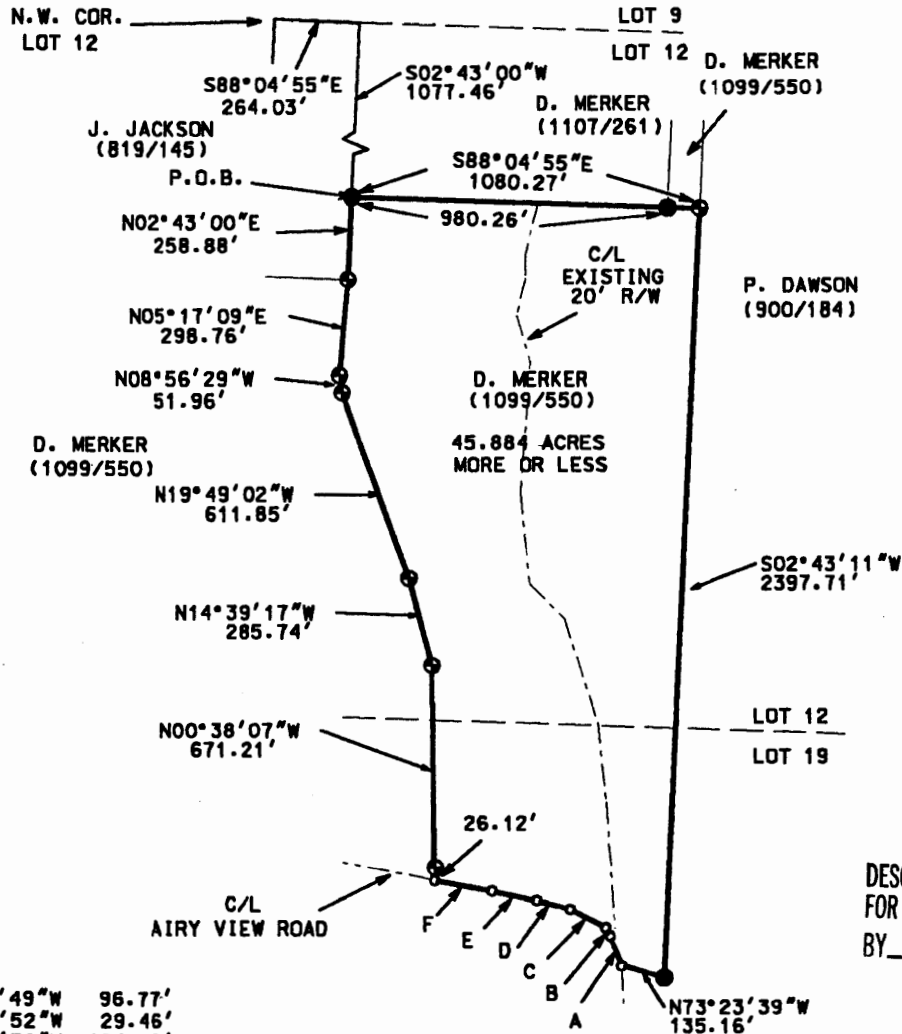 N.W. COR.
LOT 12
LOT 9
LOT 12
S88°04'55"E
264.03'
S02°43'00"W
1077.46'
D. MERKER
(1099/550)
D. MERKER
(1107/261)
J. JACKSON
(819/145)
P.O.B.
S88°04'55"E
1080.27'
980.26'
N02°43'00"E
258.88'
C/L
EXISTING
20' R/W
P. DAWSON
(900/184)
N05°17'09"E
298.76'
N08°56'29"W
51.96'
D. MERKER
(1099/550)
45.884 ACRES
MORE OR LESS
D. MERKER
(1099/550)
N19°49'02"W
611.85'
S02°43'11"W
2397.71'
N14°39'17"W
285.74'
N00°38'07"W
671.21'
LOT 12
LOT 19
26.12'
C/L
AIRY VIEW ROAD
F
E
D
C
B
A
DESC
FOR
BY
N73°23'39"W
135.16'
'49"W 96.77'
'52"W 29.46'